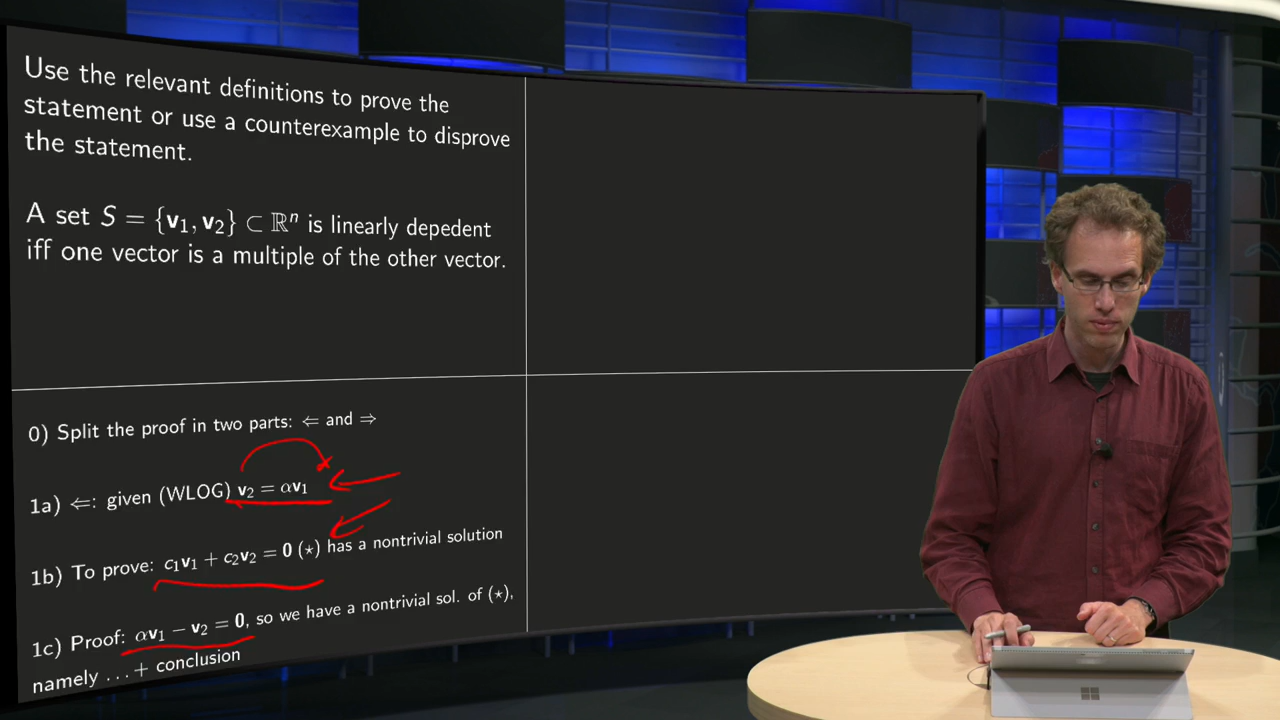 Use the relevant definitions to prove the
statement or use a counterexample to disprove
the statement.
A set S = {v₁, v₂} ⊂ ℝⁿ is linearly depedent
iff one vector is a multiple of the other vector.
0) Split the proof in two parts: ⇐ and ⇒
1a) ⇐: given (WLOG) v₂ = αv₁
1b) To prove: c₁v₁ + c₂v₂ = 0 (⋆) has a nontrivial solution
1c) Proof: αv₁ − v₂ = 0, so we have a nontrivial sol. of (⋆),
namely ... + conclusion